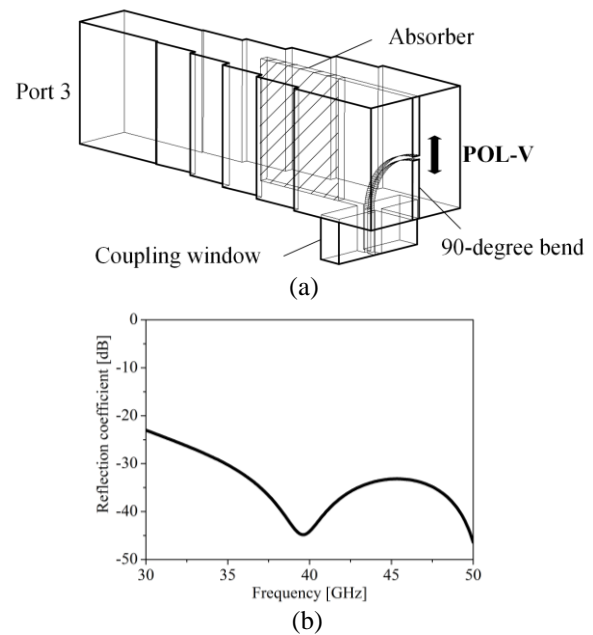 Absorber
Port 3
POL-V
Coupling window
90-degree bend
(a)
0
-10
-20
-30
-40
-50
Reflection coefficient [dB]
30
35
40
45
50
Frequency [GHz]
(b)